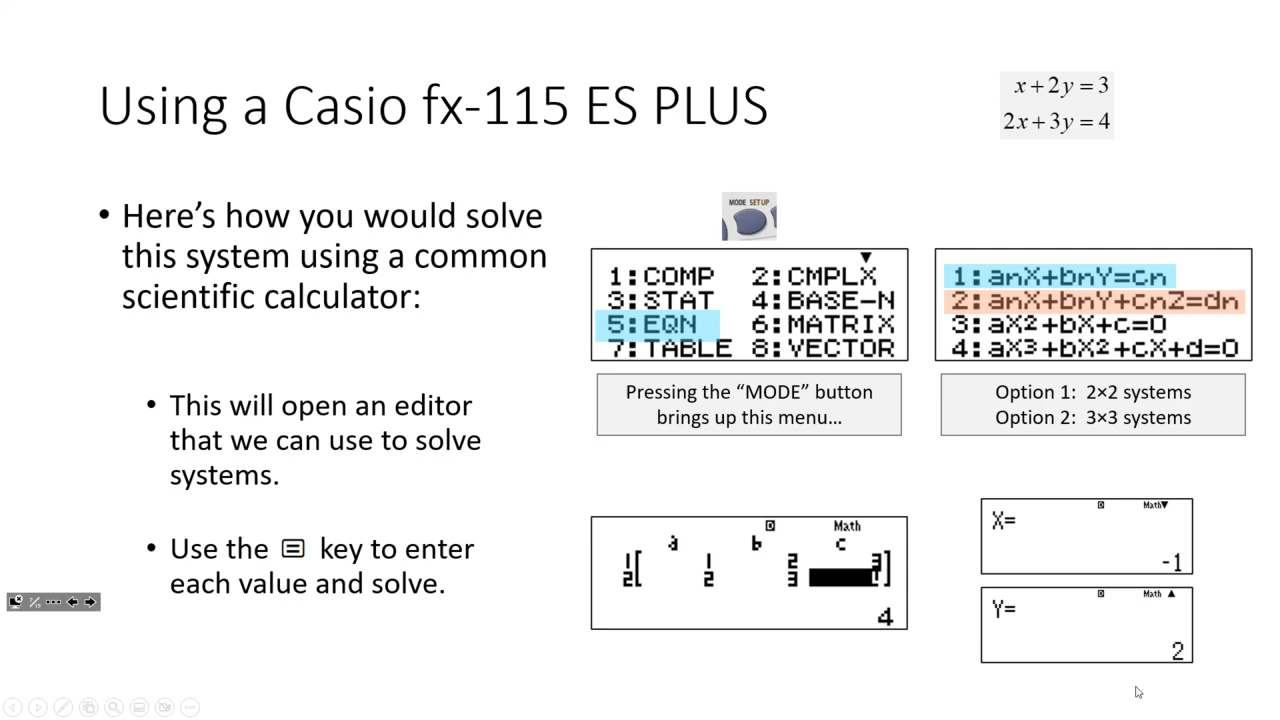 Using a Casio fx-115 ES PLUS
x+2y=3
2x+3y=4
• Here's how you would solve
this system using a common
scientific calculator:
• This will open an editor
that we can use to solve
systems.
• Use the key to enter
each value and solve.
MODE SETUP
1:COMP 2:CMPLX
3:STAT 4:BASE-N
5:EQN 6:MATRIX
7:TABLE 8:VECTOR
Pressing the “MODE” button
brings up this menu…
1:anX+bnY=cn
2:anX+bnY+cnZ=dn
3:aX²+bX+c=0
4:aX³+bX²+cX+d=0
Option 1: 2×2 systems
Option 2: 3×3 systems
D Math
a b c
1[ 1 2 3]
2[ 2 3
4
D Math▼
X=
-1
D Math ▲
Y=
2